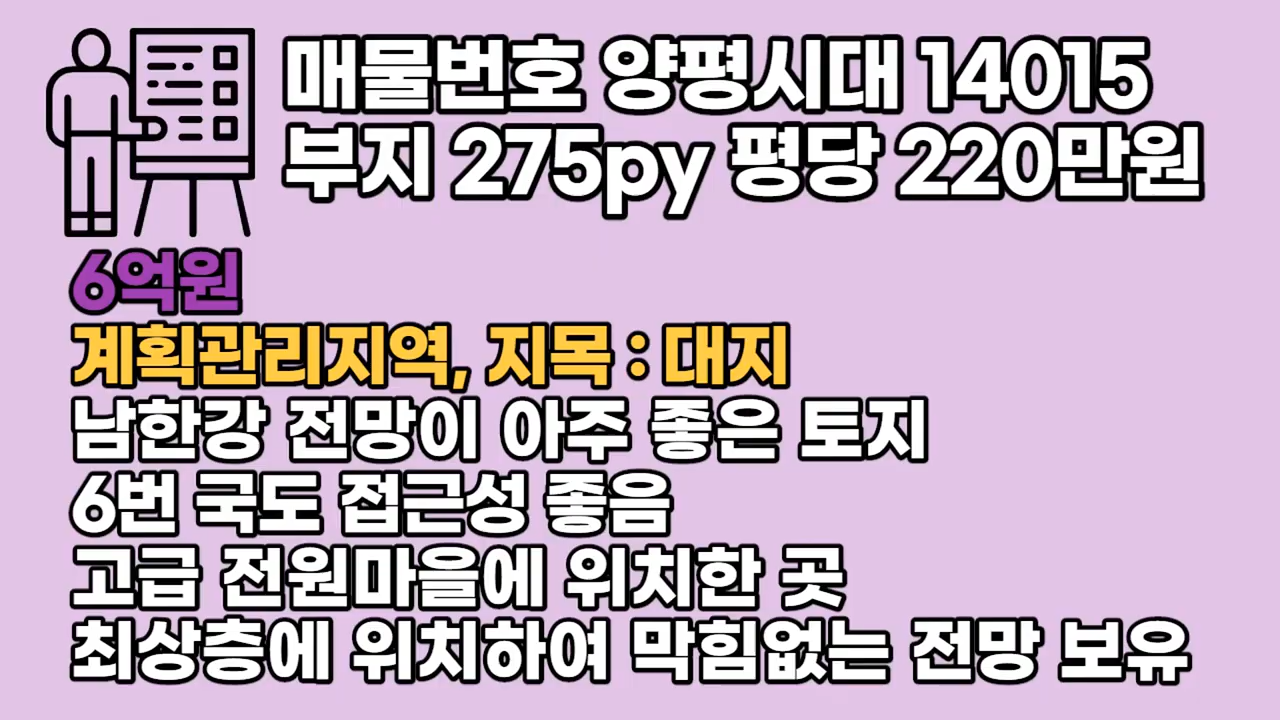 매물번호 양평시대 14015
부지 275py 평당 220만원
6억원
계획관리지역, 지목 : 대지
남한강 전망이 아주 좋은 토지
6번 국도 접근성 좋음
고급 전원마을에 위치한 곳
최상층에 위치하여 막힘없는 전망 보유